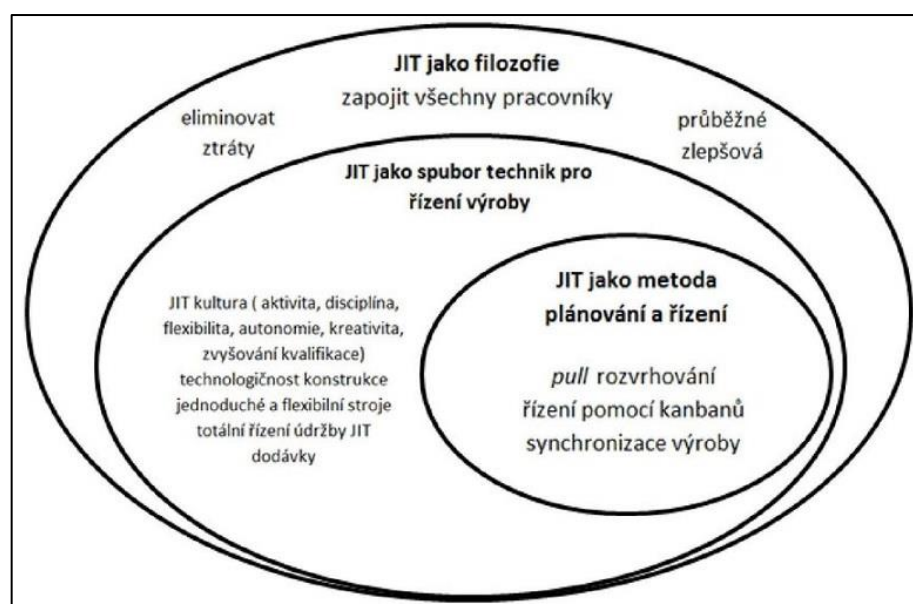 JIT jako filozofie
zapojit všechny pracovníky
eliminovat
ztráty
průběžné
zlepšová
JIT jako spubor technik pro
řízení výroby
JIT kultura ( aktivita, disciplína,
flexibilita, autonomie, kreativita,
zvyšování kvalifikace)
technologičnost konstrukce
jednoduché a flexibilní stroje
totální řízení údržby JIT
dodávky
JIT jako metoda
plánování a řízení
pull rozvrhování
řízení pomocí kanbanů
synchronizace výroby